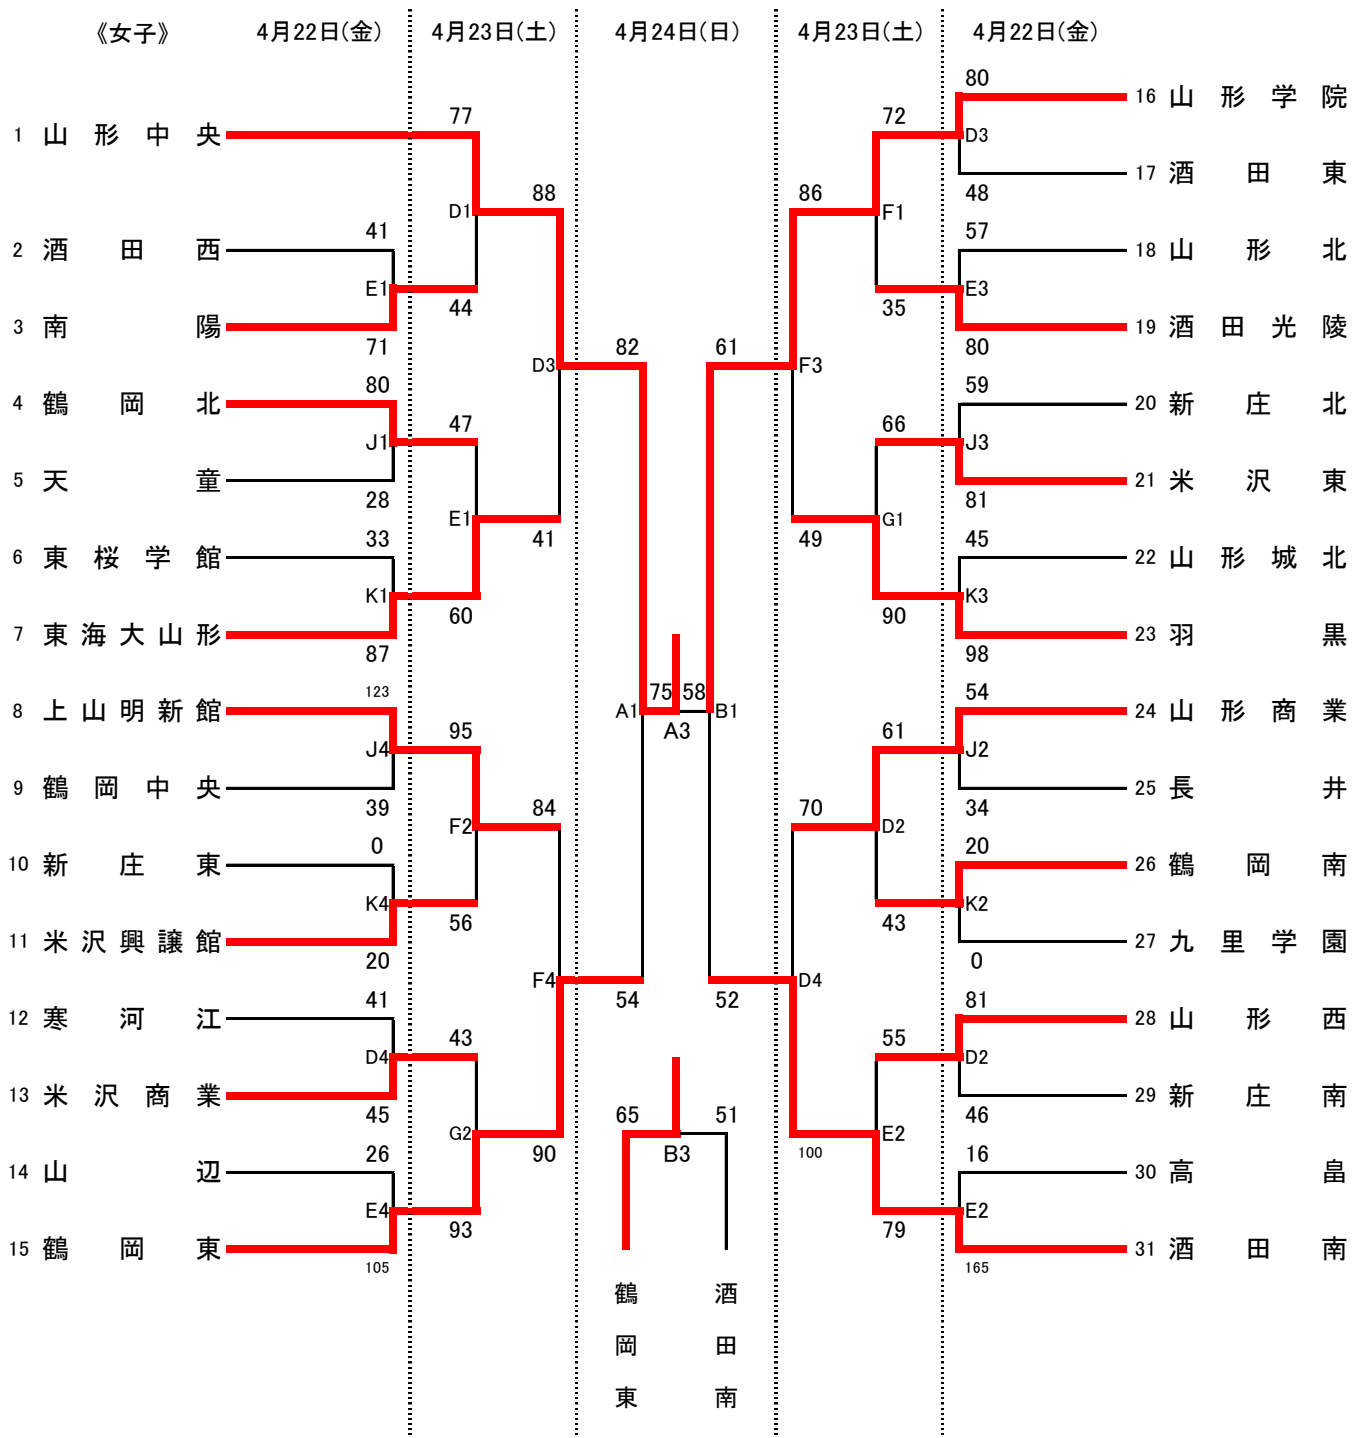 《女子》 4月22日(金) 4月23日(土) 4月24日(日) 4月23日(土) 4月22日(金)
1 山形中央
2 酒田西
3 南陽
4 鶴岡北
5 天童
6 東桜学館
7 東海大山形
8 上山明新館
9 鶴岡中央
10 新庄東
11 米沢興譲館
12 寒河江
13 米沢商業
14 山辺
15 鶴岡東
41
E1
71
80
J1
28
33
K1
87
123
J4
39
0
K4
20
41
D4
45
26
E4
105
77
D1
44
47
E1
60
95
F2
56
43
G2
93
88
D3
41
84
F4
90
82
A1
54
75 58
A3
61
B1
52
65 51
B3
鶴岡東
酒田南
86
F3
49
70
D4
100
72
F1
35
66
G1
90
61
D2
43
55
E2
79
80
D3
48
57
E3
80
59
J3
81
45
K3
98
54
J2
34
20
K2
0
81
D2
46
16
E2
165
16 山形学院
17 酒田東
18 山形北
19 酒田光陵
20 新庄北
21 米沢東
22 山形城北
23 羽黒
24 山形商業
25 長井
26 鶴岡南
27 九里学園
28 山形西
29 新庄南
30 高畠
31 酒田南